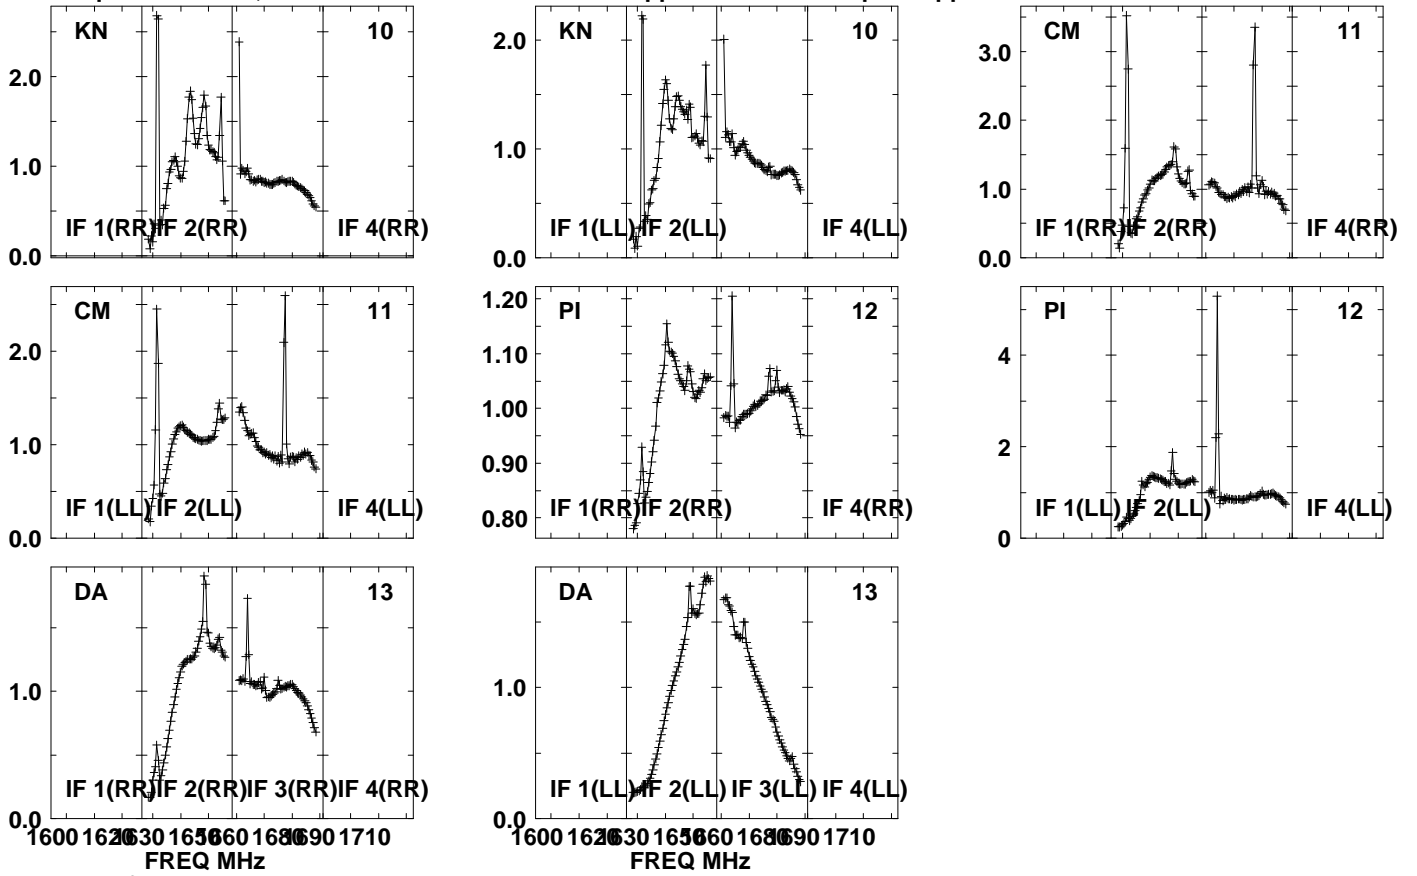 KN 10
2.0
1.0
0.0
IF 1(RR) IF 2(RR) IF 4(RR)
KN 10
2.0
1.0
0.0
IF 1(LL) IF 2(LL) IF 4(LL)
CM 11
3.0
2.0
1.0
0.0
IF 1(RR) IF 2(RR) IF 4(RR)
CM 11
2.0
1.0
0.0
IF 1(LL) IF 2(LL) IF 4(LL)
PI 12
1.20
1.10
1.00
0.90
0.80
IF 1(RR) IF 2(RR) IF 4(RR)
PI 12
4
2
0
IF 1(LL) IF 2(LL) IF 4(LL)
DA 13
1.0
0.0
IF 1(RR) IF 2(RR) IF 3(RR) IF 4(RR)
1600 1620 1630 1650 1660 1680 1690 1710
FREQ MHz
DA 13
1.0
0.0
IF 1(LL) IF 2(LL) IF 3(LL) IF 4(LL)
1600 1620 1630 1650 1660 1680 1690 1710
FREQ MHz